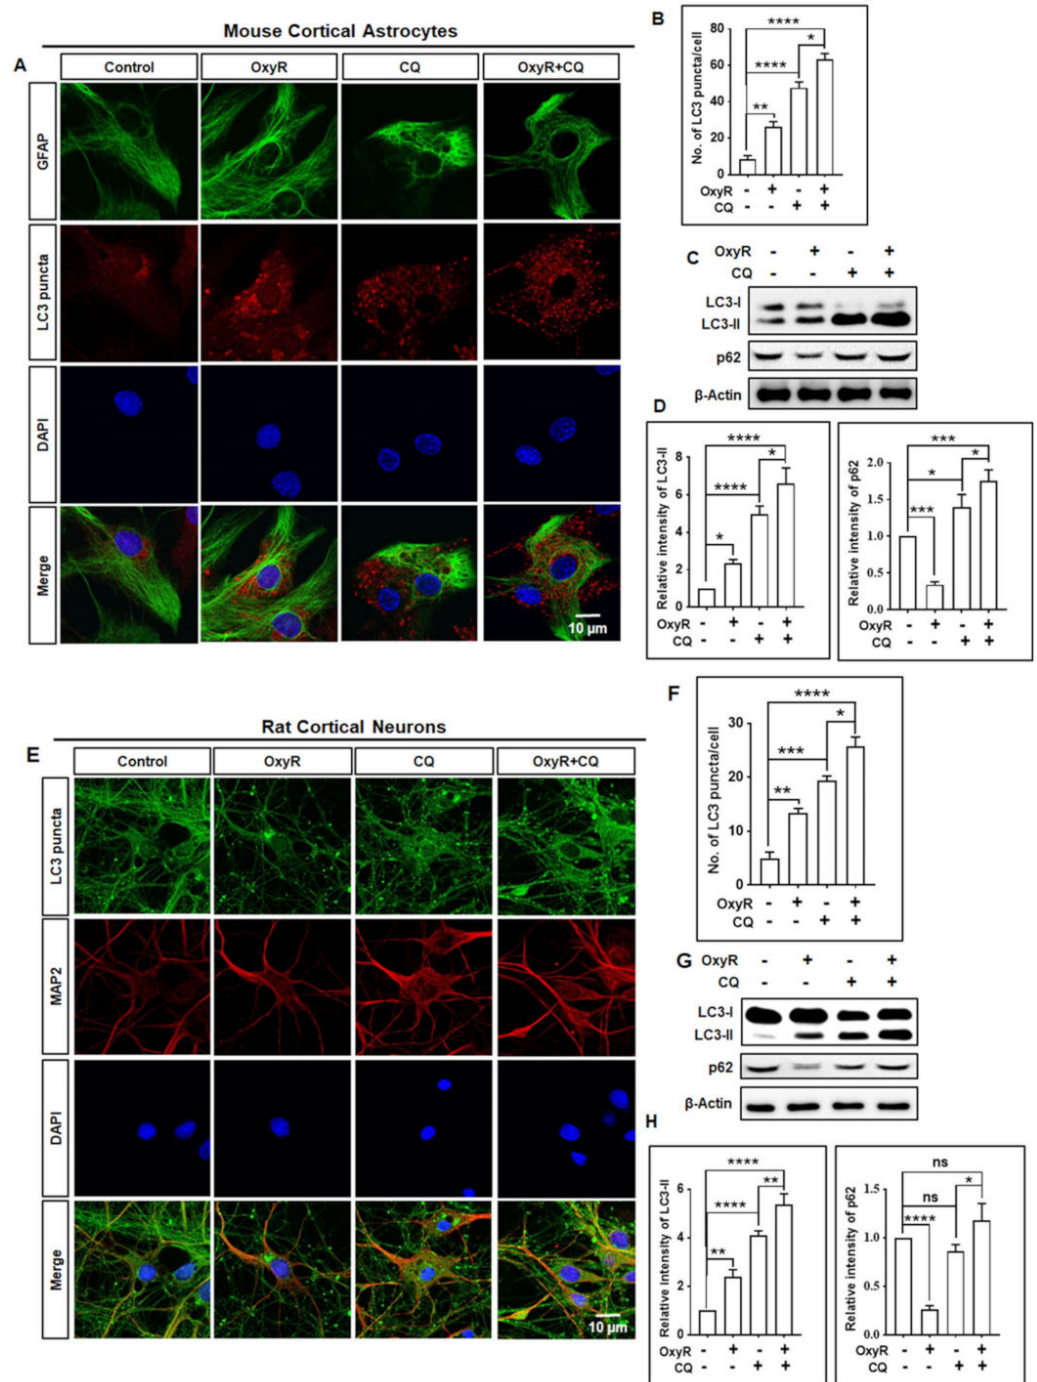 Mouse Cortical Astrocytes
A
Control OxyR CQ OxyR+CQ
GFAP
LC3 puncta
DAPI
Merge
10 µm
B
No. of LC3 puncta/cell
80
60
40
20
0
****
****
*
**
OxyR - + - +
CQ - - + +
C
OxyR - + - +
CQ - - + +
LC3-I
LC3-II
p62
β-Actin
D
Relative intensity of LC3-II
8
6
4
2
0
****
*
****
*
OxyR - + - +
CQ - - + +
Relative intensity of p62
2.0
1.5
1.0
0.5
0.0
***
*
*
***
OxyR - + - +
CQ - - + +
Rat Cortical Neurons
E
Control OxyR CQ OxyR+CQ
LC3 puncta
MAP2
DAPI
Merge
10 µm
F
No. of LC3 puncta/cell
30
20
10
0
****
*
***
**
OxyR - + - +
CQ - - + +
G
OxyR - + - +
CQ - - + +
LC3-I
LC3-II
p62
β-Actin
H
Relative intensity of LC3-II
6
4
2
0
****
**
****
**
OxyR - + - +
CQ - - + +
Relative intensity of p62
1.5
1.0
0.5
0.0
ns
*
ns
****
OxyR - + - +
CQ - - + +